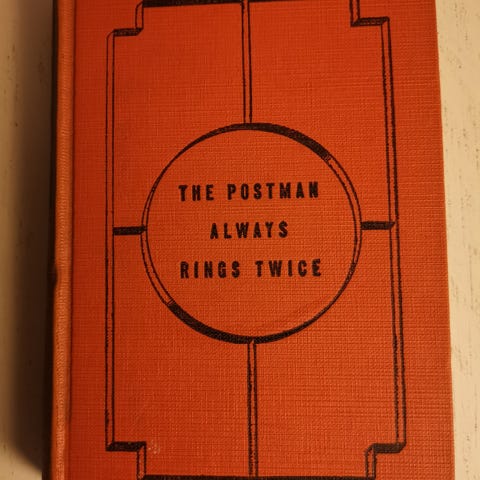 THE POSTMAN
ALWAYS
RINGS TWICE